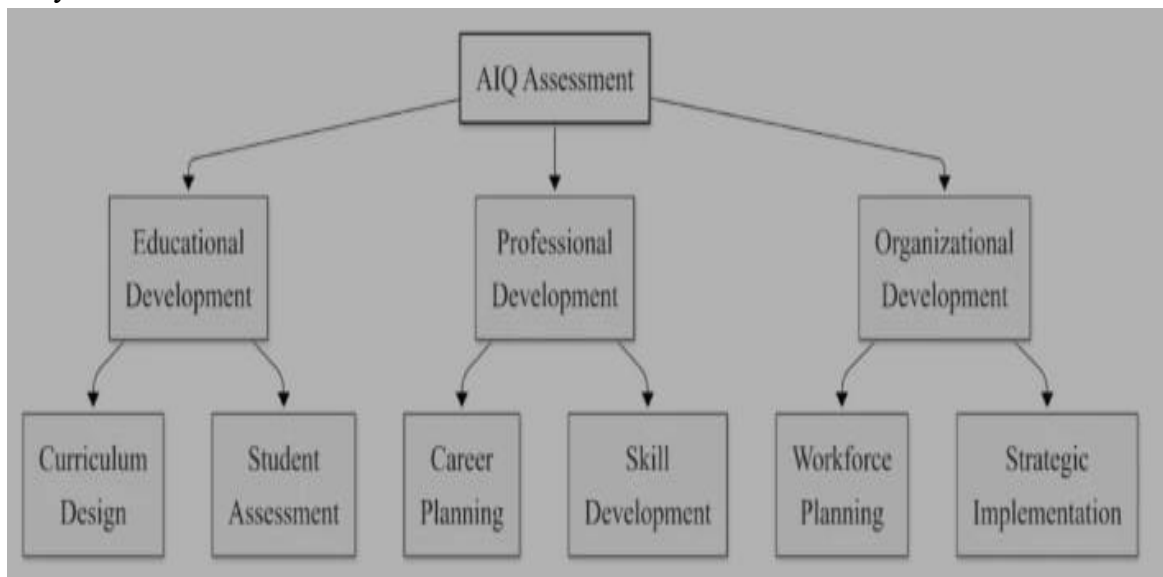 AIQ Assessment
Educational
Development
Professional
Development
Organizational
Development
Curriculum
Design
Student
Assessment
Career
Planning
Skill
Development
Workforce
Planning
Strategic
Implementation